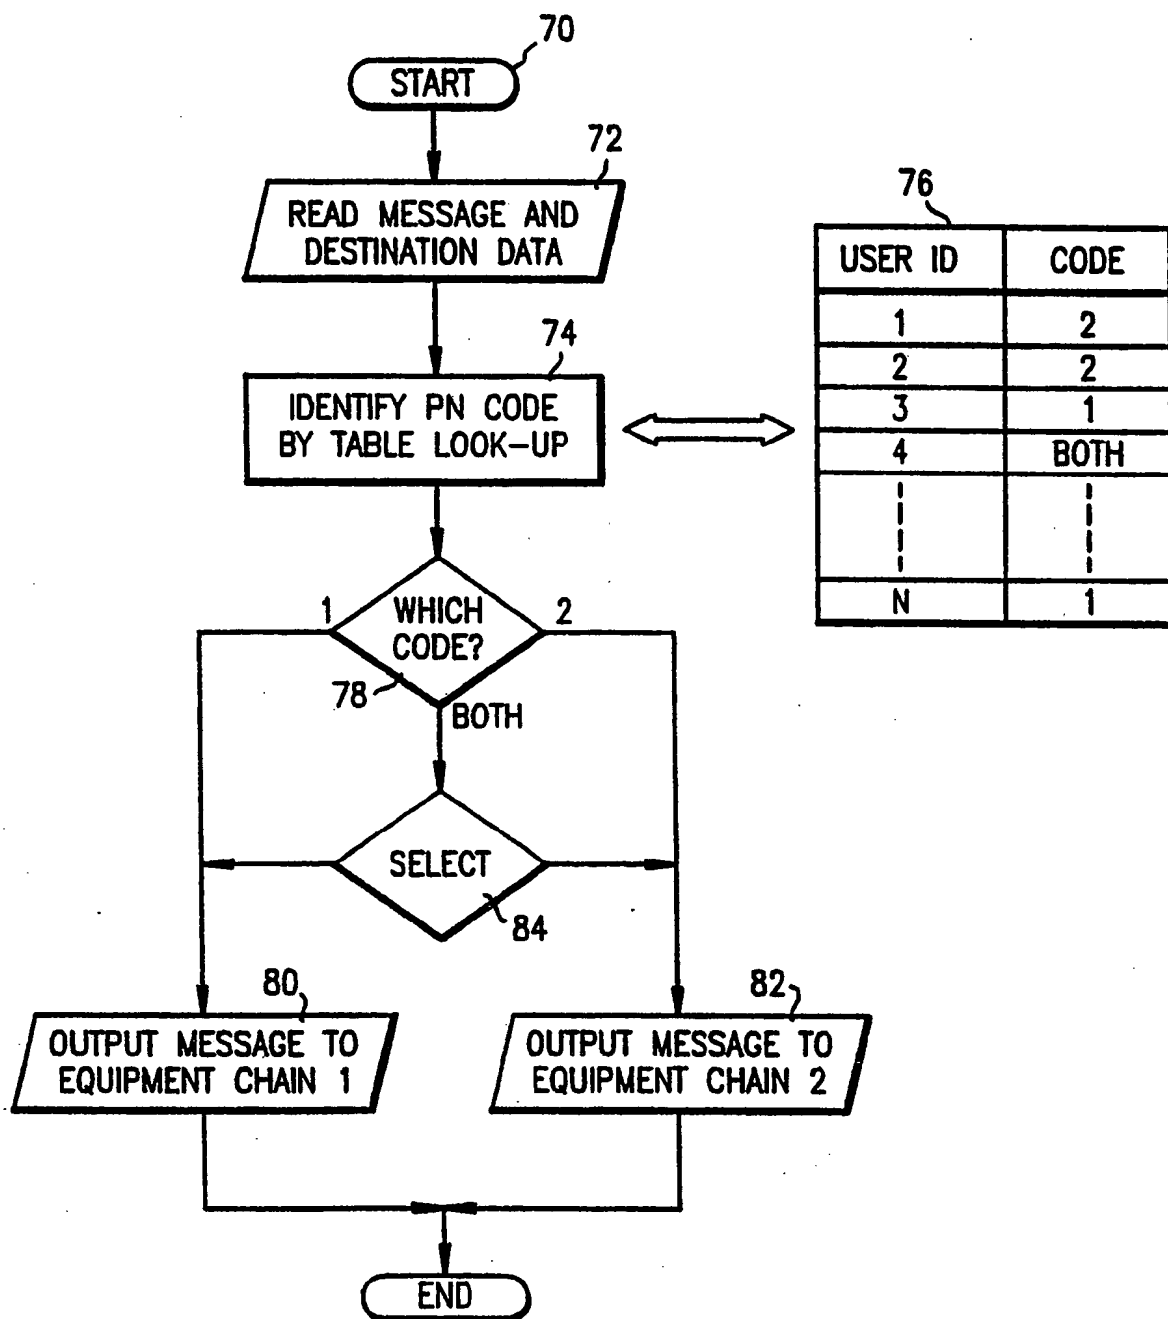 70
START
72
READ MESSAGE AND
DESTINATION DATA
74
IDENTIFY PN CODE
BY TABLE LOOK-UP
76
USER ID CODE
1 2
2 2
3 1
4 BOTH
N 1
1 WHICH 2
CODE?
78
BOTH
SELECT
84
80
OUTPUT MESSAGE TO
EQUIPMENT CHAIN 1
82
OUTPUT MESSAGE TO
EQUIPMENT CHAIN 2
END